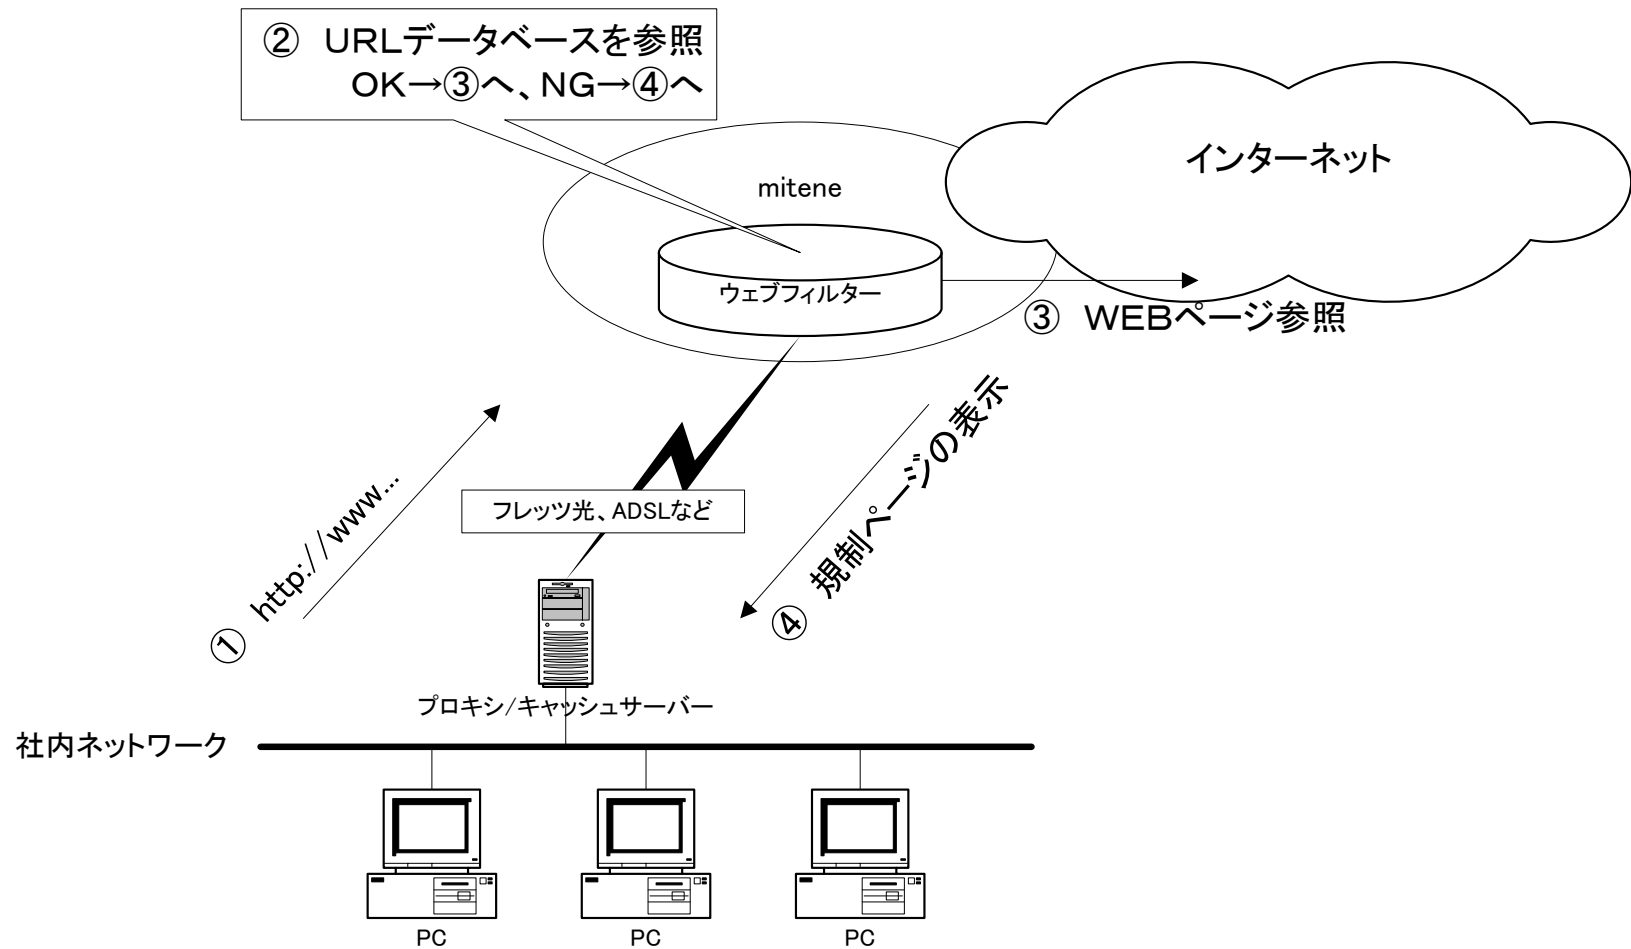 ② URLデータベースを参照
OK→③へ、NG→④へ
インターネット
mitene
ウェブフィルター
③ WEBページ参照
① http://www…
④ 規制ページの表示
フレッツ光、ADSLなど
プロキシ/キャッシュサーバー
社内ネットワーク
PC
PC
PC